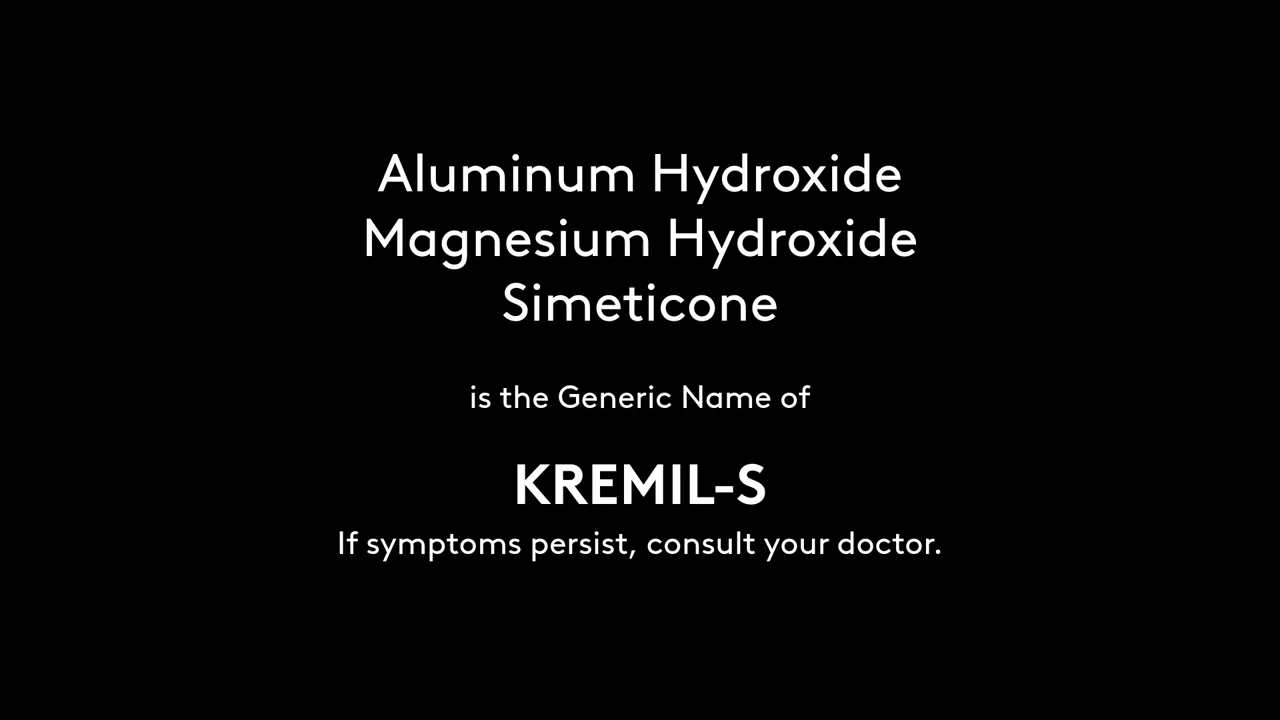 Aluminum Hydroxide
Magnesium Hydroxide
Simeticone
is the Generic Name of
KREMIL-S
If symptoms persist, consult your doctor.